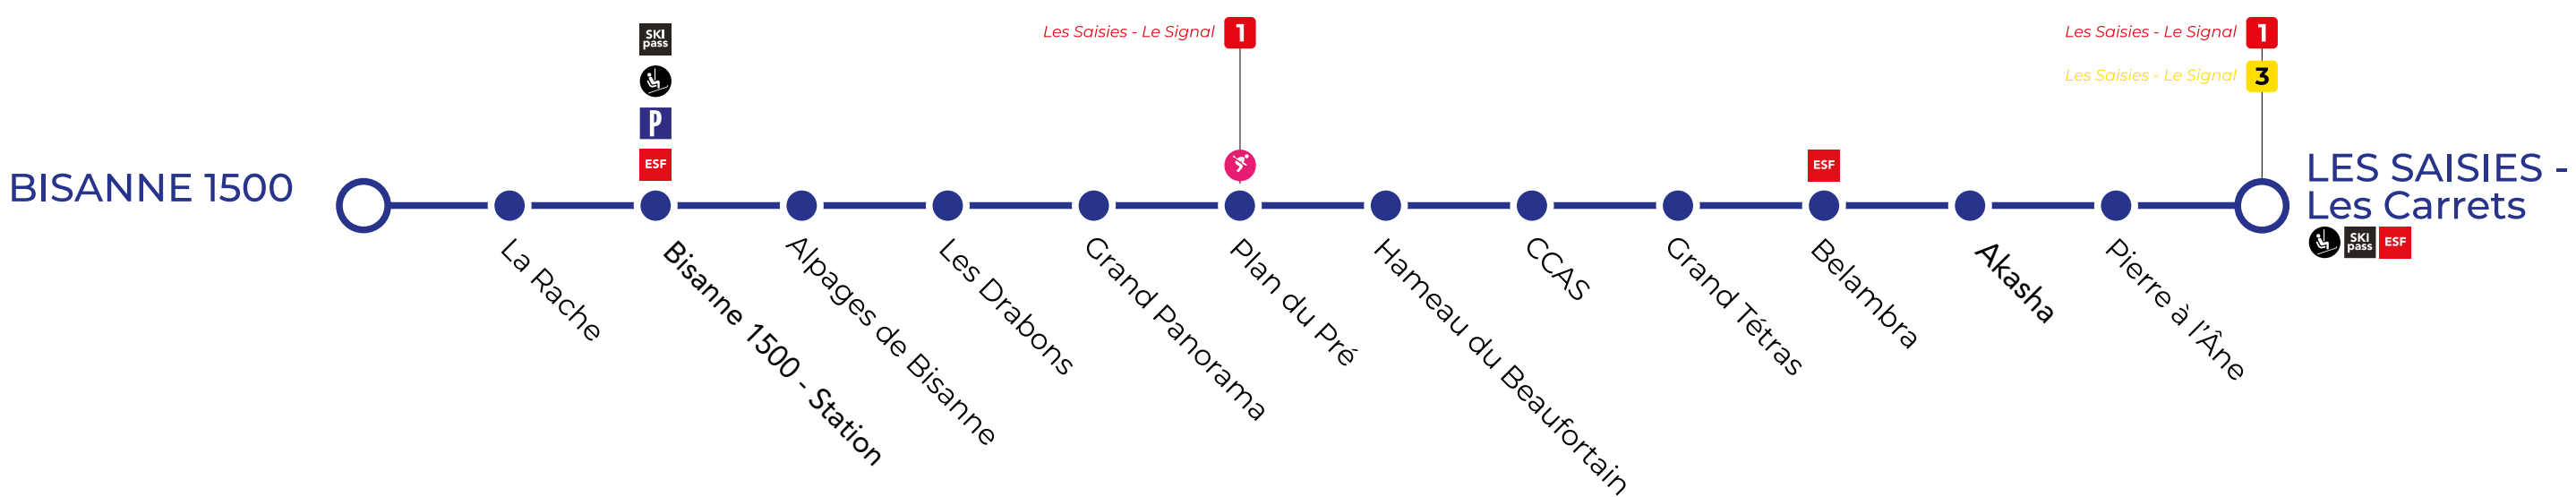 SKI
pass
P
ESF
Les Saisies - Le Signal 1
Les Saisies - Le Signal 1
Les Saisies - Le Signal 3
ESF
BISANNE 1500
LES SAISIES -
Les Carrets
SKI
pass
ESF
La Rache
Bisanne 1500 - Station
Alpages de Bisanne
Les Drabons
Grand Panorama
Plan du Pré
Hameau du Beaufortain
CCAS
Grand Tétras
Belambra
Akasha
Pierre à l'Âne